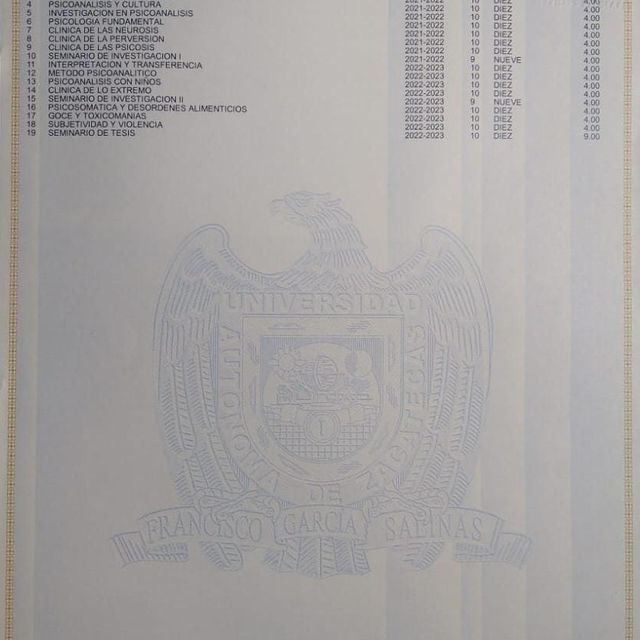 4 PSICOANALISIS Y CULTURA 2021-2022 10 DIEZ 4.00
5 INVESTIGACION EN PSICOANALISIS 2021-2022 10 DIEZ 4.00
6 PSICOLOGIA FUNDAMENTAL 2021-2022 10 DIEZ 4.00
7 CLINICA DE LAS NEUROSIS 2021-2022 10 DIEZ 4.00
8 CLINICA DE LA PERVERSION 2021-2022 10 DIEZ 4.00
9 CLINICA DE LAS PSICOSIS 2021-2022 10 DIEZ 4.00
10 SEMINARIO DE INVESTIGACION I 2021-2022 9 NUEVE 4.00
11 INTERPRETACION Y TRANSFERENCIA 2022-2023 10 DIEZ 4.00
12 METODO PSICOANALITICO 2022-2023 10 DIEZ 4.00
13 PSICOANALISIS CON NIÑOS 2022-2023 10 DIEZ 4.00
14 CLINICA DE LO EXTREMO 2022-2023 10 DIEZ 4.00
15 SEMINARIO DE INVESTIGACION II 2022-2023 9 NUEVE 4.00
16 PSICOSOMATICA Y DESORDENES ALIMENTICIOS 2022-2023 10 DIEZ 4.00
17 GOCE Y TOXICOMANIAS 2022-2023 10 DIEZ 4.00
18 SUBJETIVIDAD Y VIOLENCIA 2022-2023 10 DIEZ 4.00
19 SEMINARIO DE TESIS 2022-2023 10 DIEZ 9.00
UNIVERSIDAD
AUTONOMA DE ZACATECAS
FRANCISCO GARCIA SALINAS